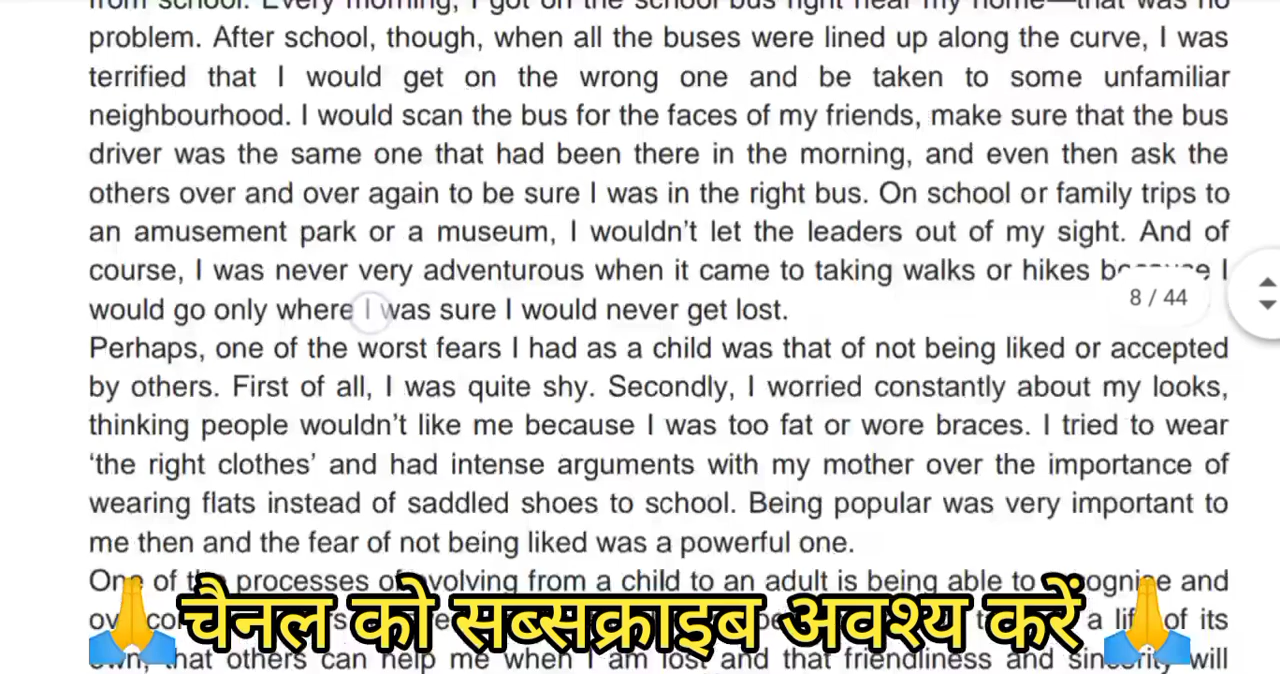 from school. Every morning, I got on the school bus right near my home—that was no
problem. After school, though, when all the buses were lined up along the curve, I was
terrified that I would get on the wrong one and be taken to some unfamiliar
neighbourhood. I would scan the bus for the faces of my friends, make sure that the bus
driver was the same one that had been there in the morning, and even then ask the
others over and over again to be sure I was in the right bus. On school or family trips to
an amusement park or a museum, I wouldn't let the leaders out of my sight. And of
course, I was never very adventurous when it came to taking walks or hikes because I
would go only where I was sure I would never get lost.
8 / 44
Perhaps, one of the worst fears I had as a child was that of not being liked or accepted
by others. First of all, I was quite shy. Secondly, I worried constantly about my looks,
thinking people wouldn't like me because I was too fat or wore braces. I tried to wear
‘the right clothes’ and had intense arguments with my mother over the importance of
wearing flats instead of saddled shoes to school. Being popular was very important to
me then and the fear of not being liked was a powerful one.
One of the processes of evolving from a child to an adult is being able to recognise and
a life of its
🙏 चैनल को सब्सक्राइब अवश्य करें 🙏
own, that others can help me when I am lost and that friendliness and sincerity will